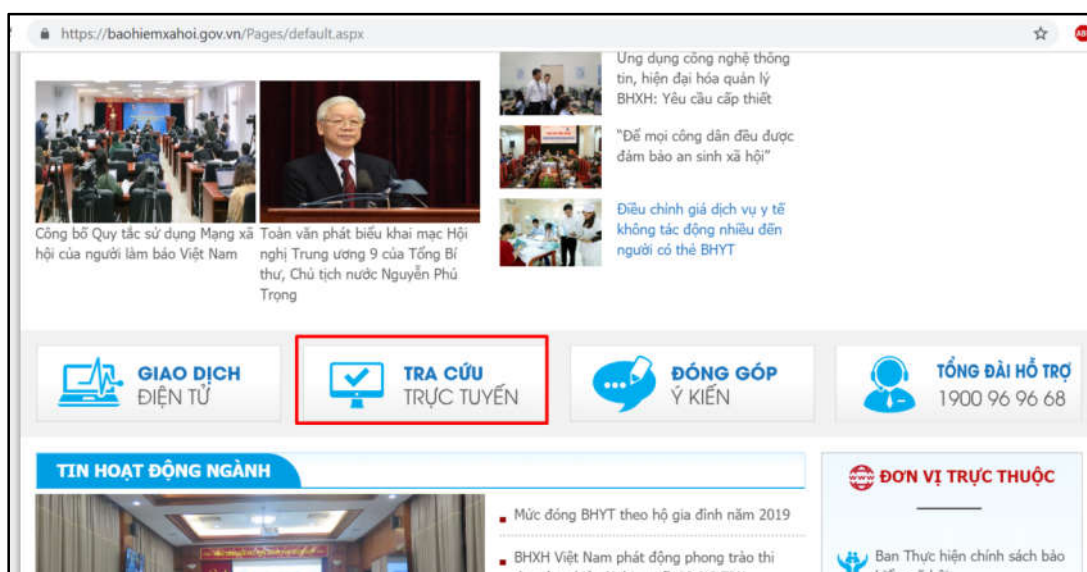 https://baohiemxahoi.gov.vn/Pages/default.aspx
Công bố Quy tắc sử dụng Mạng xã
hội của người làm báo Việt Nam
Toàn văn phát biểu khai mạc Hội
nghị Trung ương 9 của Tổng Bí
thư, Chủ tịch nước Nguyễn Phú
Trọng
Ứng dụng công nghệ thông
tin, hiện đại hóa quản lý
BHXH: Yêu cầu cấp thiết
"Để mọi công dân đều được
đảm bảo an sinh xã hội"
Điều chỉnh giá dịch vụ y tế
không tác động nhiều đến
người có thẻ BHYT
GIAO DỊCH
ĐIỆN TỬ
TRA CỨU
TRỰC TUYẾN
ĐÓNG GÓP
Ý KIẾN
TỔNG ĐÀI HỖ TRỢ
1900 96 96 68
TIN HOẠT ĐỘNG NGÀNH
Mức đóng BHYT theo hộ gia đình năm 2019
BHXH Việt Nam phát động phong trào thi
www ĐƠN VỊ TRỰC THUỘC
Ban Thực hiện chính sách bảo